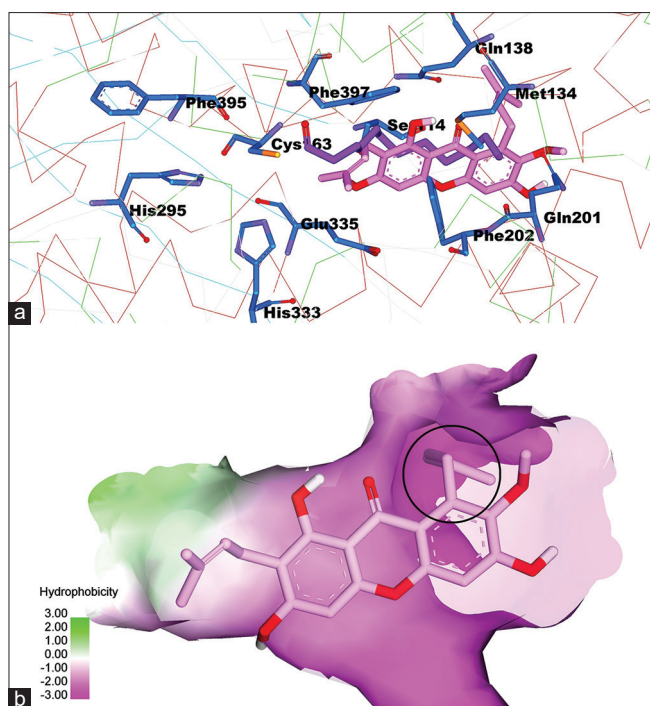 Gln138
Phe397
Met134
Phe395
Cys163
His295
Glu335
Gln201
Phe202
His333
a
Hydrophobicity
3.00
2.00
1.00
0.00
-1.00
-2.00
-3.00
b